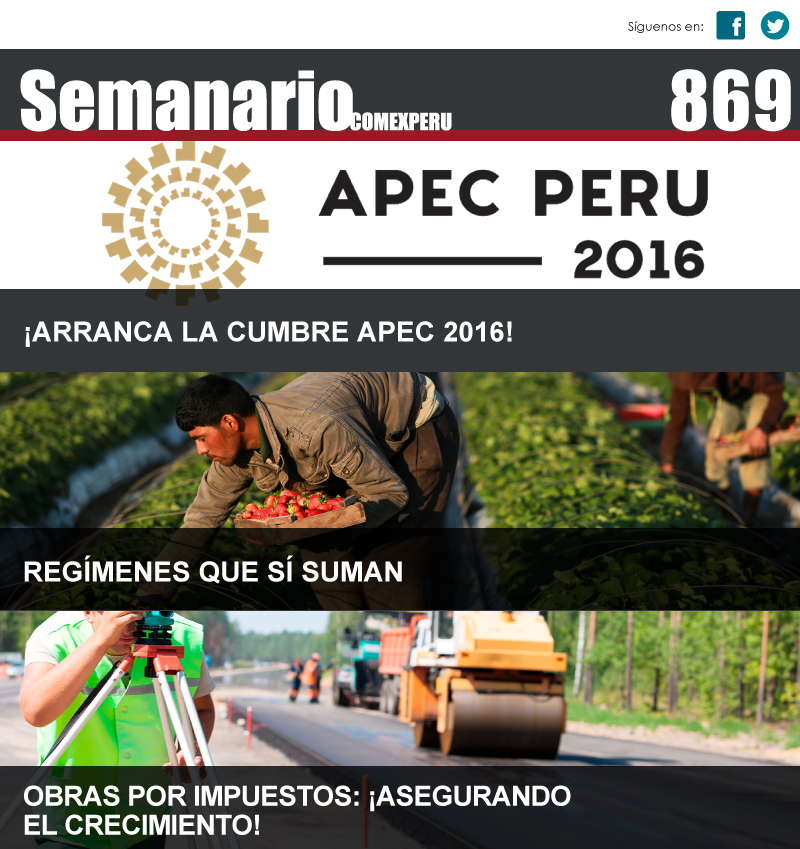 Síguenos en:
Semanario COMEXPERU 869
APEC PERU
2016
¡ARRANCA LA CUMBRE APEC 2016!
REGÍMENES QUE SÍ SUMAN
OBRAS POR IMPUESTOS: ¡ASEGURANDO
EL CRECIMIENTO!